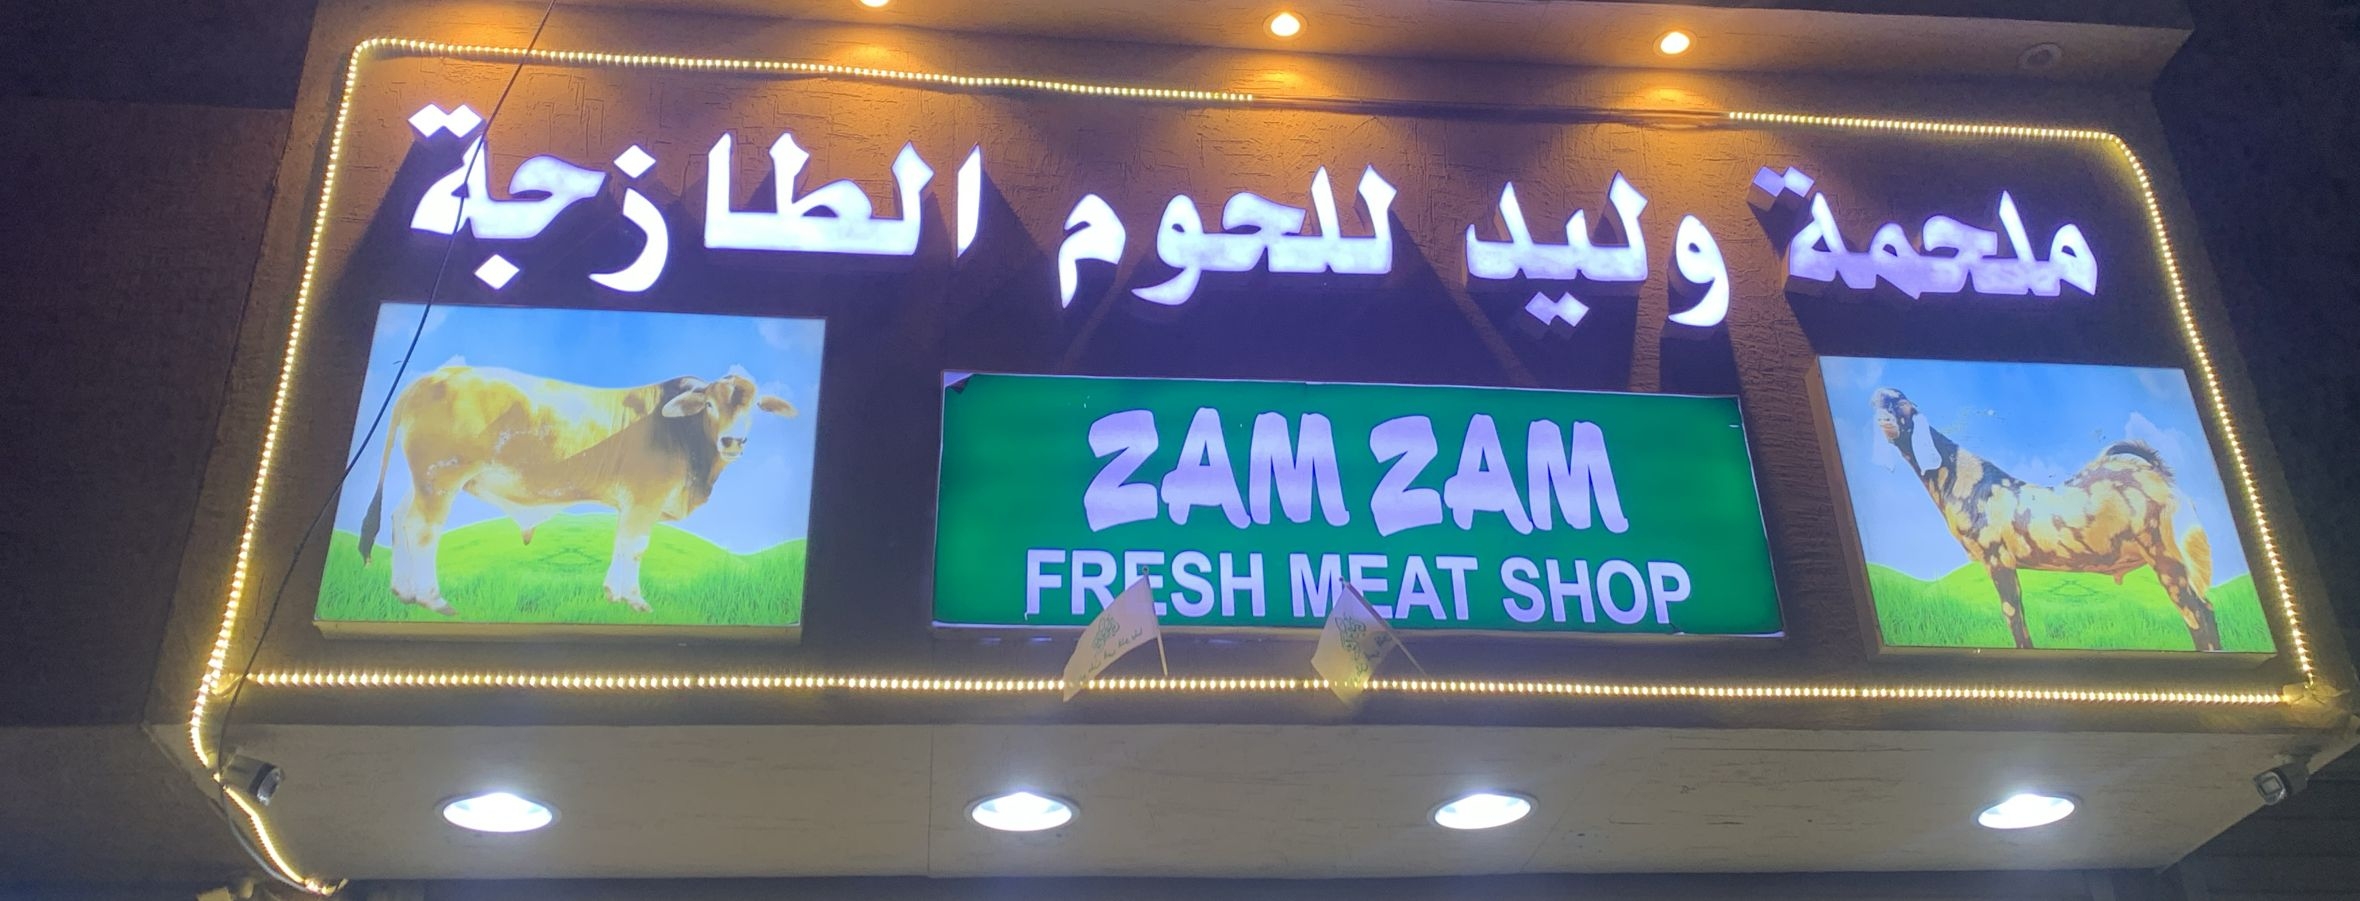 ملحمة وليد للحوم الطازجة
ZAM ZAM
FRESH MEAT SHOP